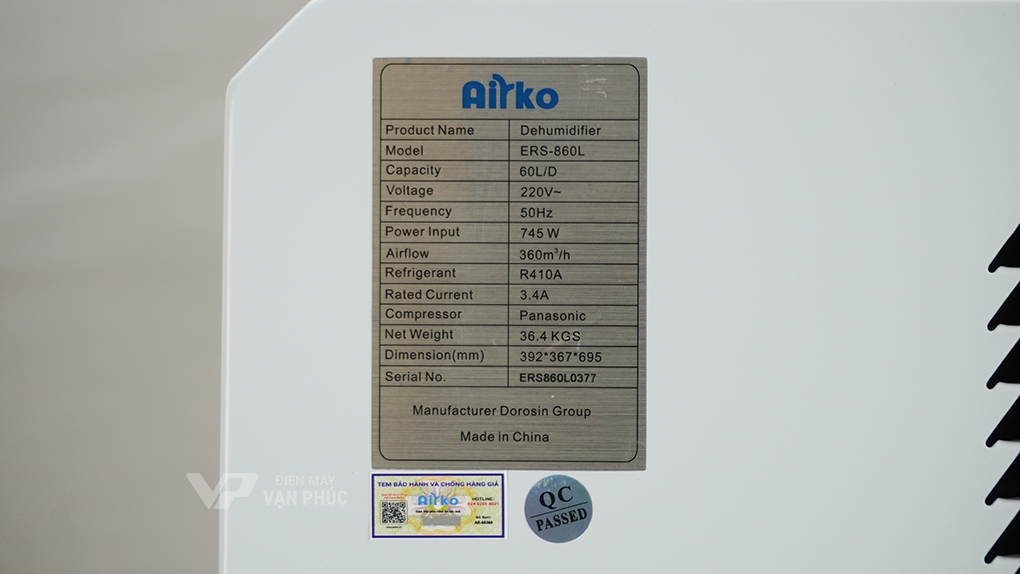 Airko
Product Name Dehumidifier
Model ERS-860L
Capacity 60L/D
Voltage 220V~
Frequency 50Hz
Power Input 745 W
Airflow 360m³/h
Refrigerant R410A
Rated Current 3.4A
Compressor Panasonic
Net Weight 36.4 KGS
Dimension(mm) 392*367*695
Serial No. ERS860L0377
Manufacturer Dorosin Group
Made in China
VP ĐIỆN MÁY
VẠN PHÚC
TEM BẢO HÀNH VÀ CHỐNG HÀNG GIẢ
Airko
HOTLINE:
QC
PASSED